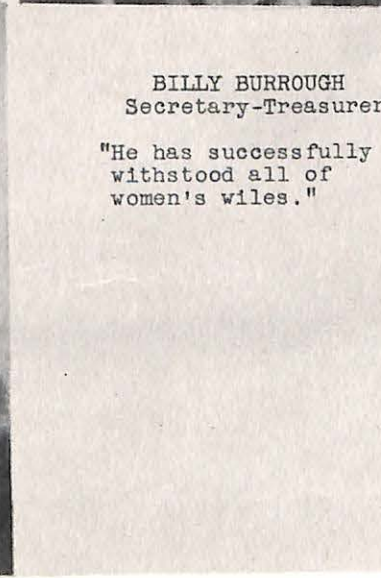 BILLY BURROUGH
Secretary-Treasurer
"He has successfully
withstood all of
women's wiles."